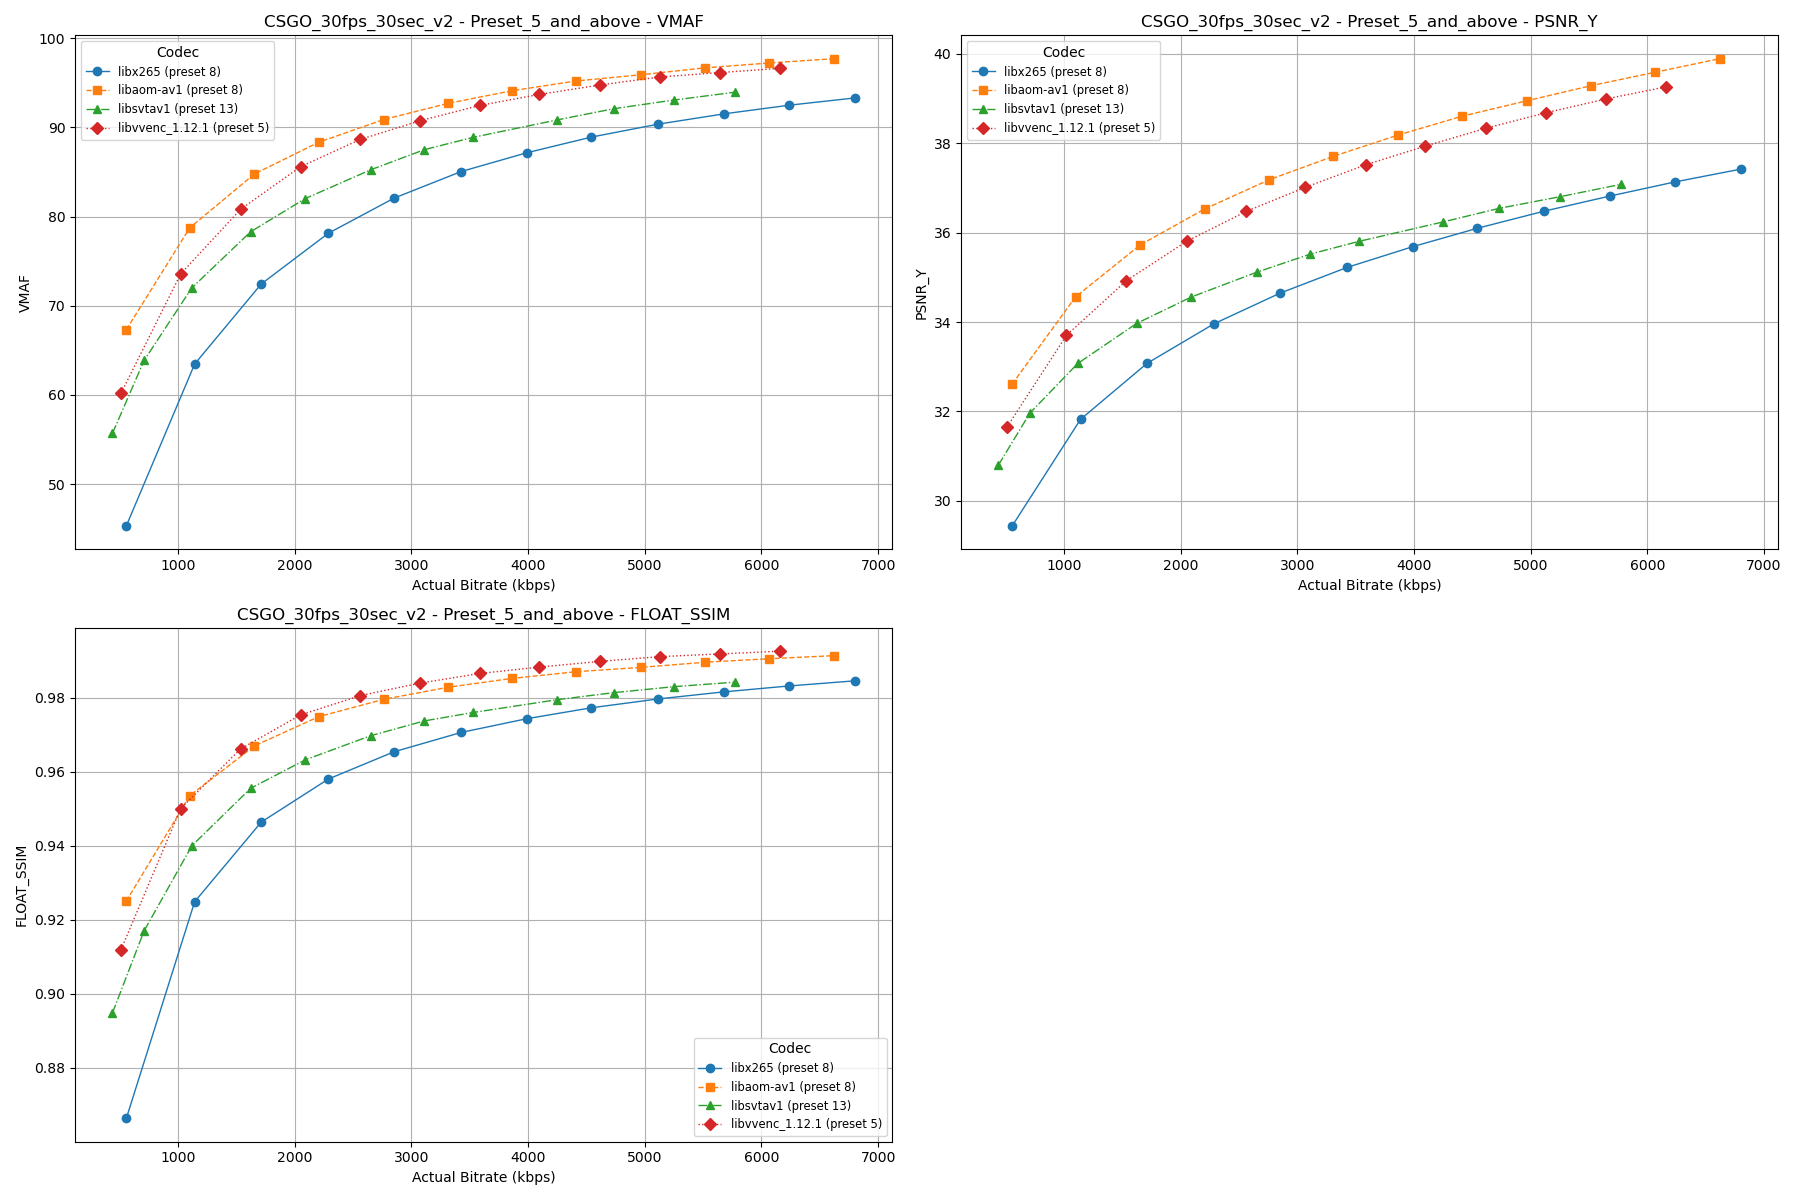 CSGO_30fps_30sec_v2 - Preset_5_and_above - VMAF
VMAF
100
90
80
70
60
50
Codec
libx265 (preset 8)
libaom-av1 (preset 8)
libsvtav1 (preset 13)
libvvenc_1.12.1 (preset 5)
1000 2000 3000 4000 5000 6000 7000
Actual Bitrate (kbps)
CSGO_30fps_30sec_v2 - Preset_5_and_above - PSNR_Y
PSNR_Y
40
38
36
34
32
30
Codec
libx265 (preset 8)
libaom-av1 (preset 8)
libsvtav1 (preset 13)
libvvenc_1.12.1 (preset 5)
1000 2000 3000 4000 5000 6000 7000
Actual Bitrate (kbps)
CSGO_30fps_30sec_v2 - Preset_5_and_above - FLOAT_SSIM
FLOAT_SSIM
0.98
0.96
0.94
0.92
0.90
0.88
Codec
libx265 (preset 8)
libaom-av1 (preset 8)
libsvtav1 (preset 13)
libvvenc_1.12.1 (preset 5)
1000 2000 3000 4000 5000 6000 7000
Actual Bitrate (kbps)